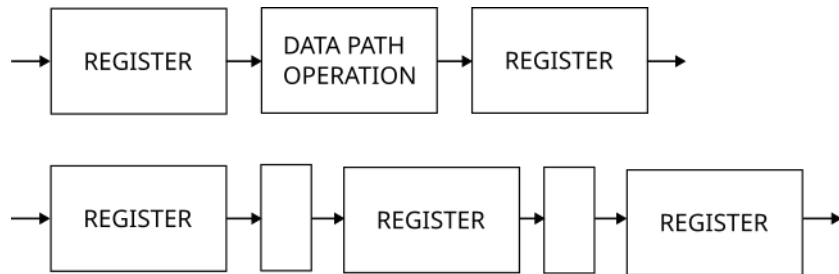 REGISTER
DATA PATH
OPERATION
REGISTER
REGISTER
REGISTER
REGISTER